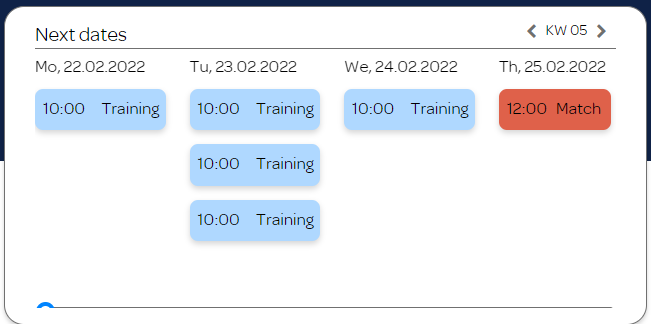 Next dates
KW 05
Mo, 22.02.2022 Tu, 23.02.2022 We, 24.02.2022 Th, 25.02.2022
10:00 Training 10:00 Training 10:00 Training 12:00 Match
10:00 Training
10:00 Training